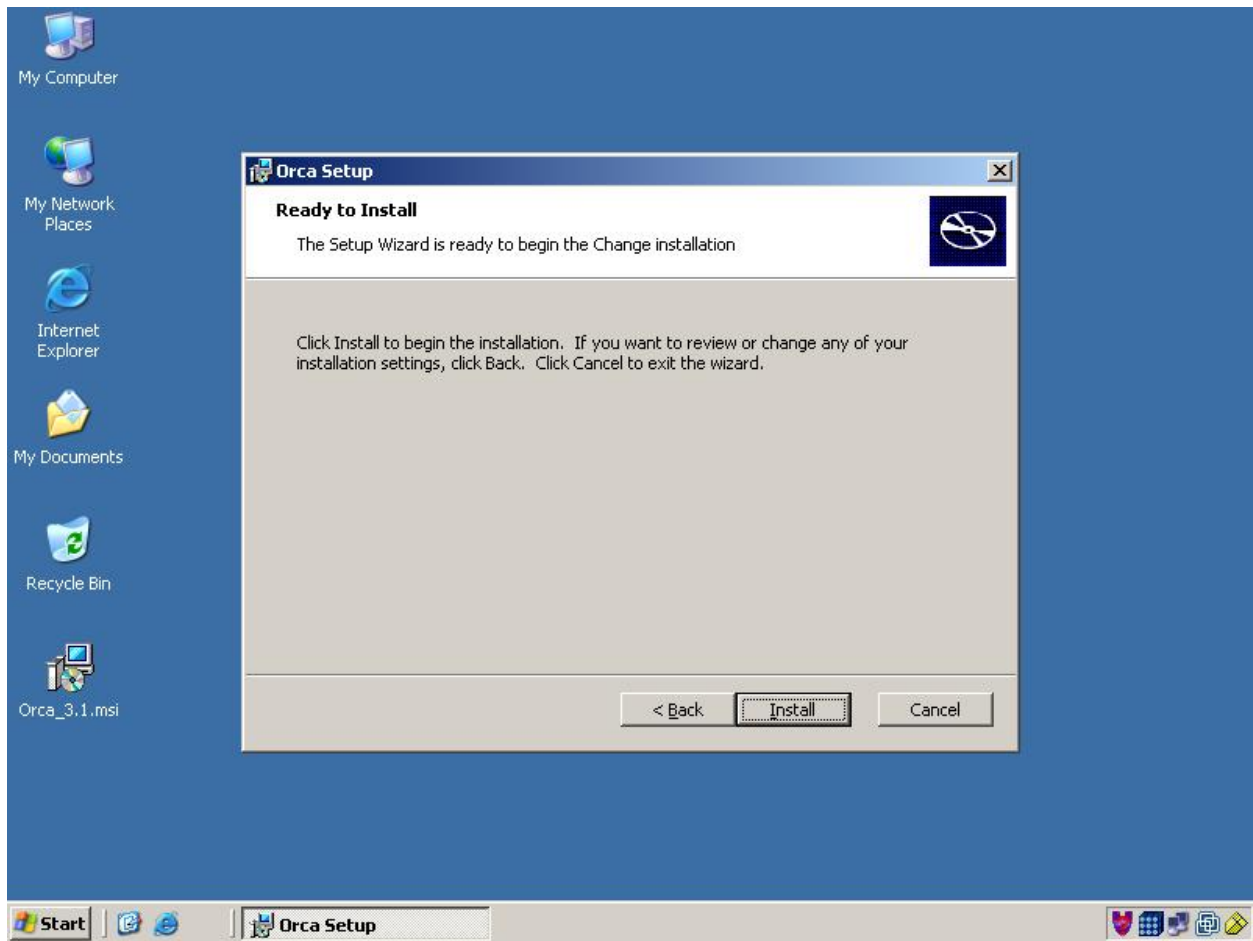 My Computer
My Network
Places
Internet
Explorer
My Documents
Recycle Bin
Orca_3.1.msi
Orca Setup
Ready to Install
The Setup Wizard is ready to begin the Change installation
Click Install to begin the installation. If you want to review or change any of your
installation settings, click Back. Click Cancel to exit the wizard.
< Back
Install
Cancel
Start
Orca Setup